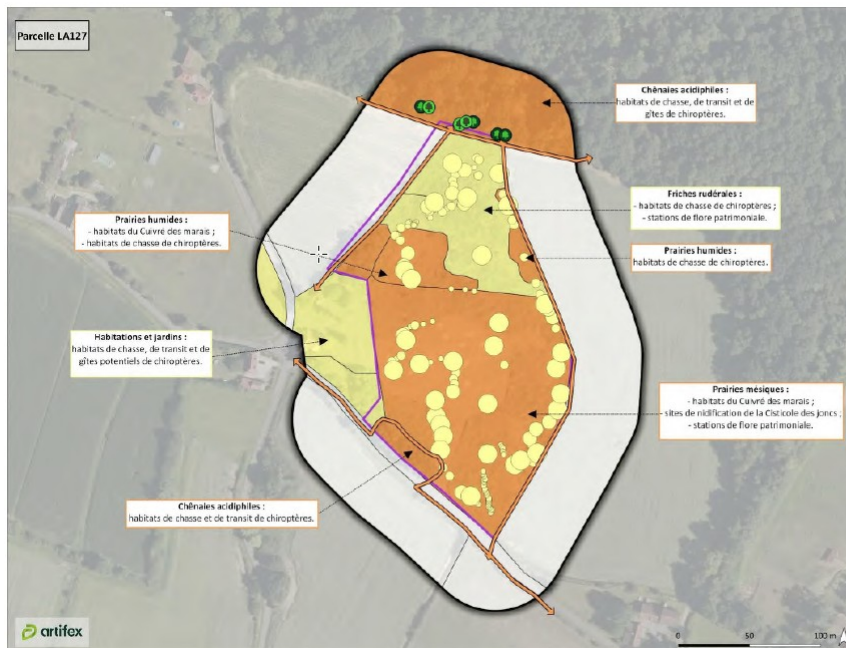 Parcelle LA127
Chênaies acidiphiles :
habitats de chasse, de transit et de
gîtes de chiroptères.
Friches rudérales :
- habitats de chasse de chiroptères ;
- stations de flore patrimoniale.
Prairies humides :
- habitats du Cuivré des marais ;
- habitats de chasse de chiroptères.
Prairies humides :
habitats de chasse de chiroptères.
Habitations et jardins :
habitats de chasse, de transit et de
gîtes potentiels de chiroptères.
Prairies mésiques :
- habitats du Cuivré des marais ;
sites de nidification de la Cisticole des joncs ;
- stations de flore patrimoniale.
Chênaies acidiphiles :
habitats de chasse et de transit de chiroptères.
artifex
0 50 100 m